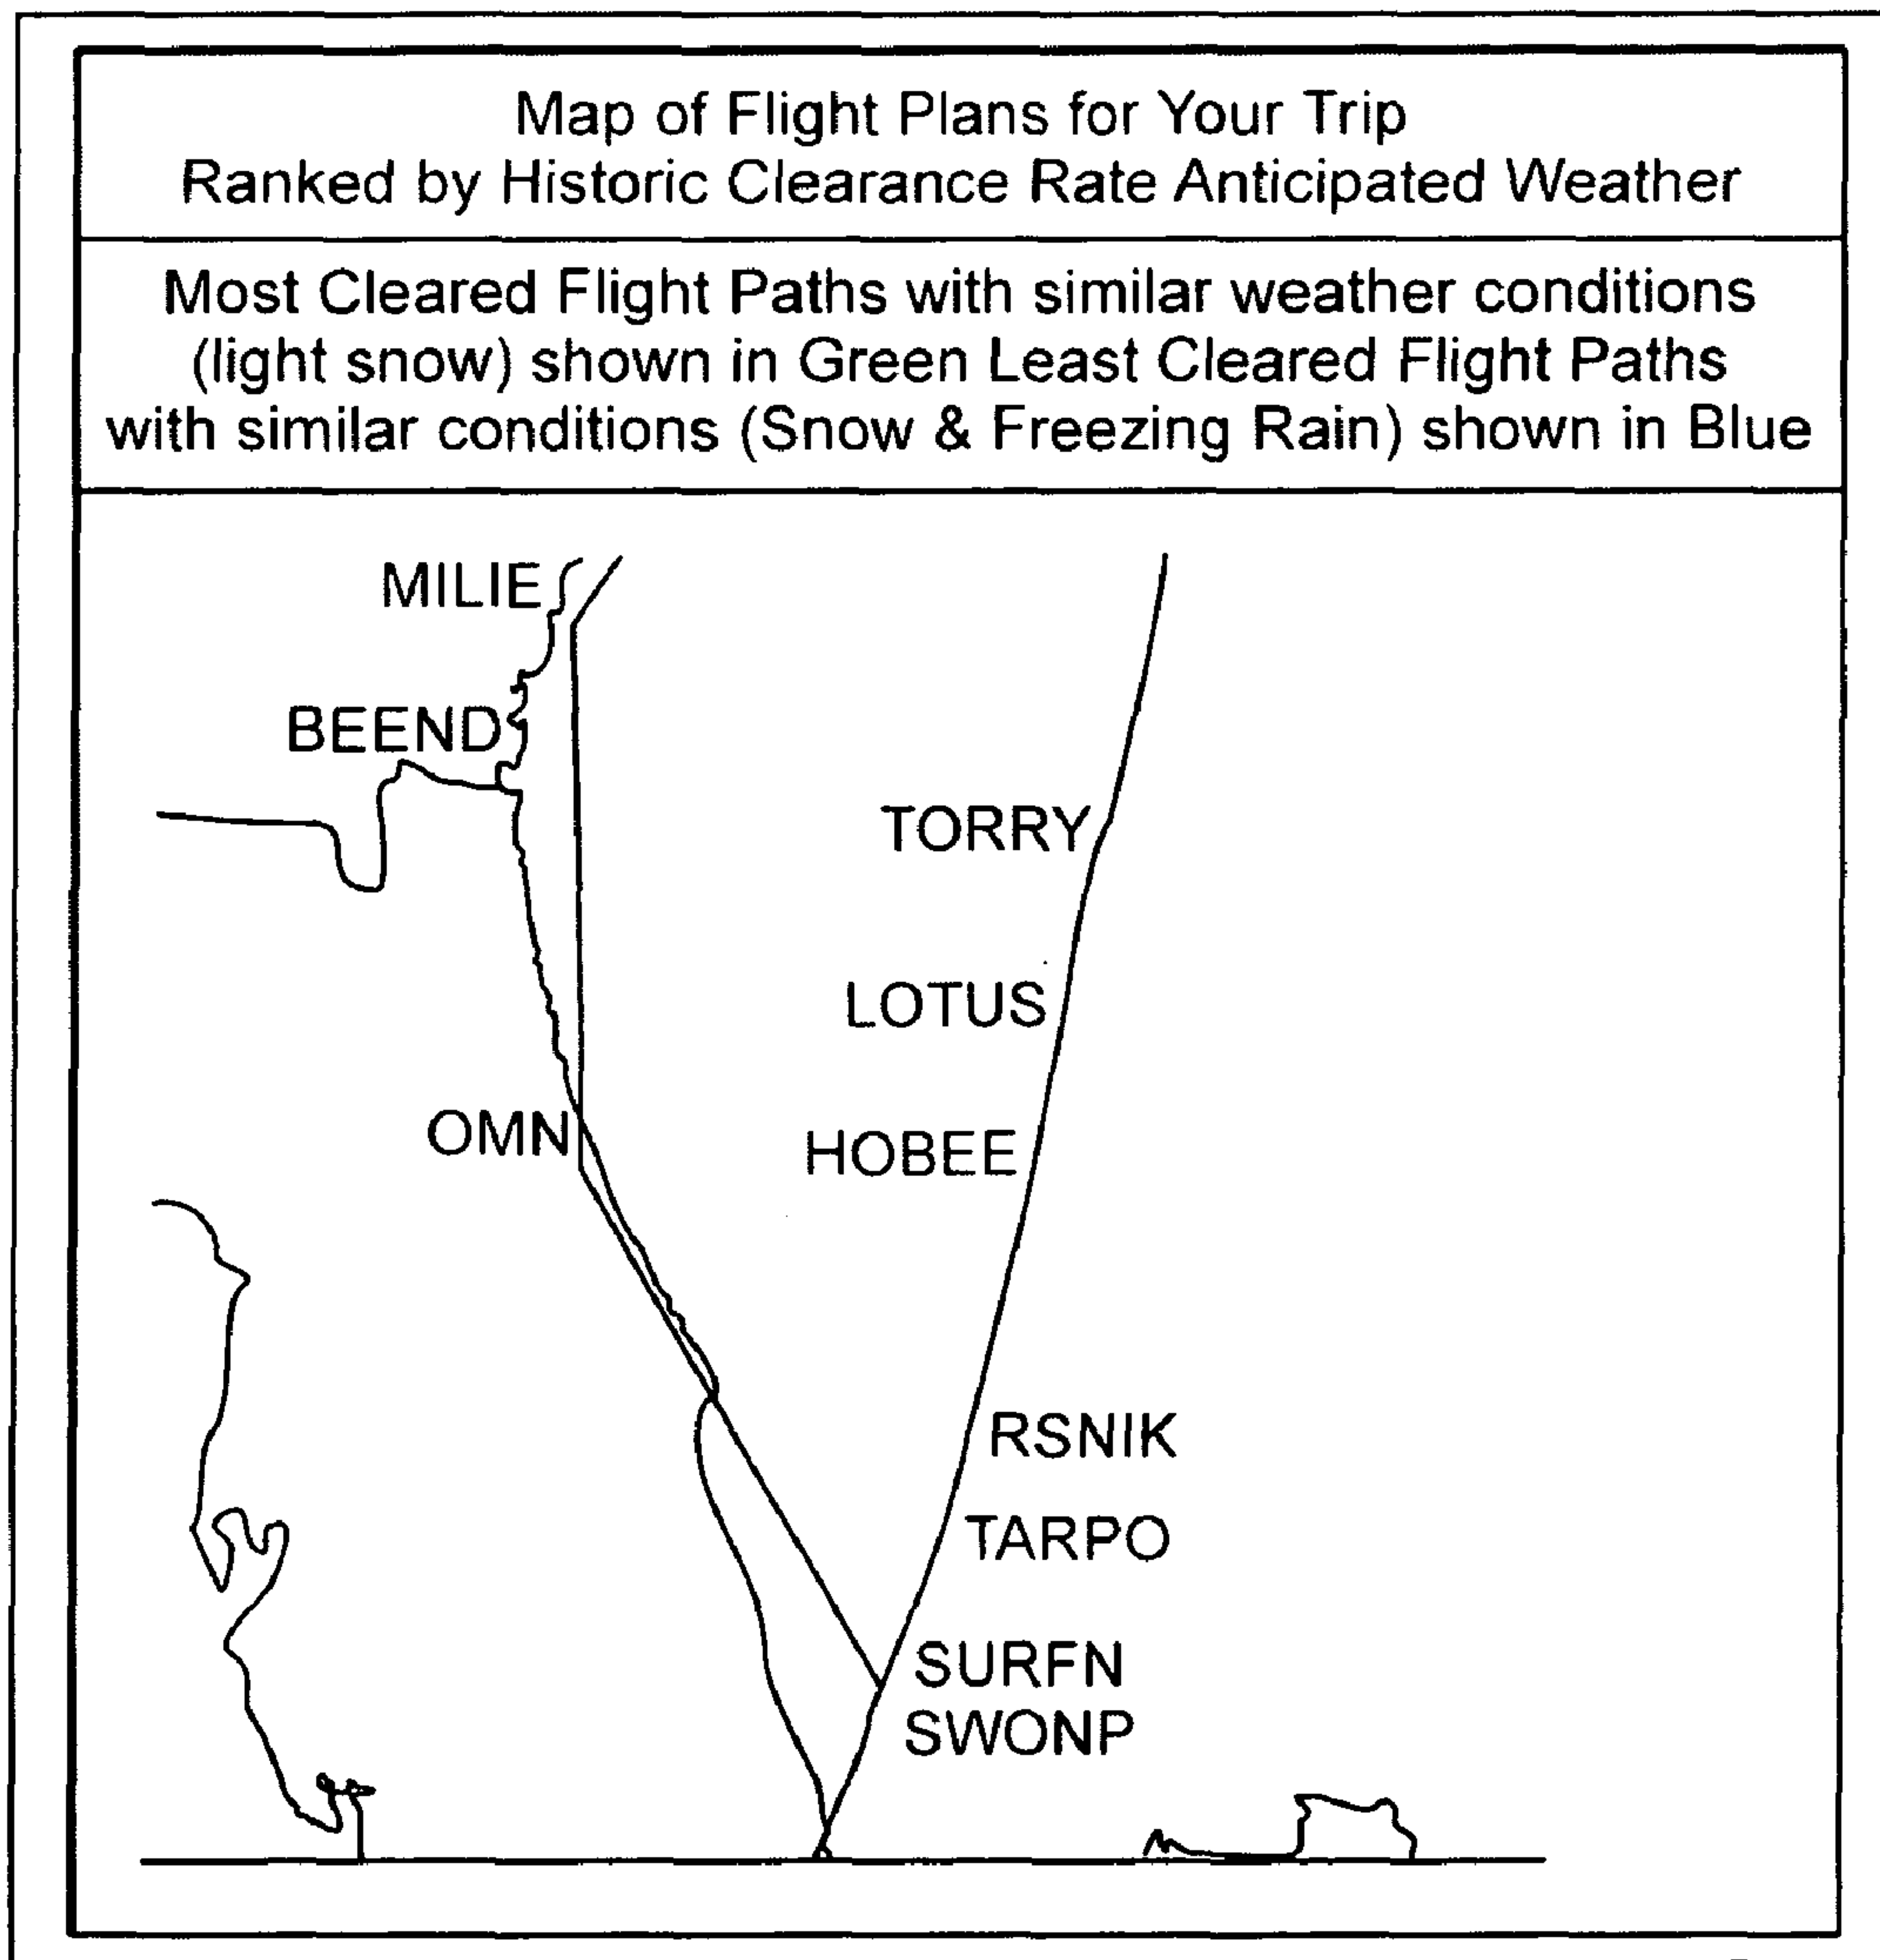 Map of Flight Plans for Your Trip
Ranked by Historic Clearance Rate Anticipated Weather
Most Cleared Flight Paths with similar weather conditions
(light snow) shown in Green Least Cleared Flight Paths
with similar conditions (Snow & Freezing Rain) shown in Blue
MILIE
BEEND
TORRY
LOTUS
OMN
HOBEE
RSNIK
TARPO
SURFN
SWONP